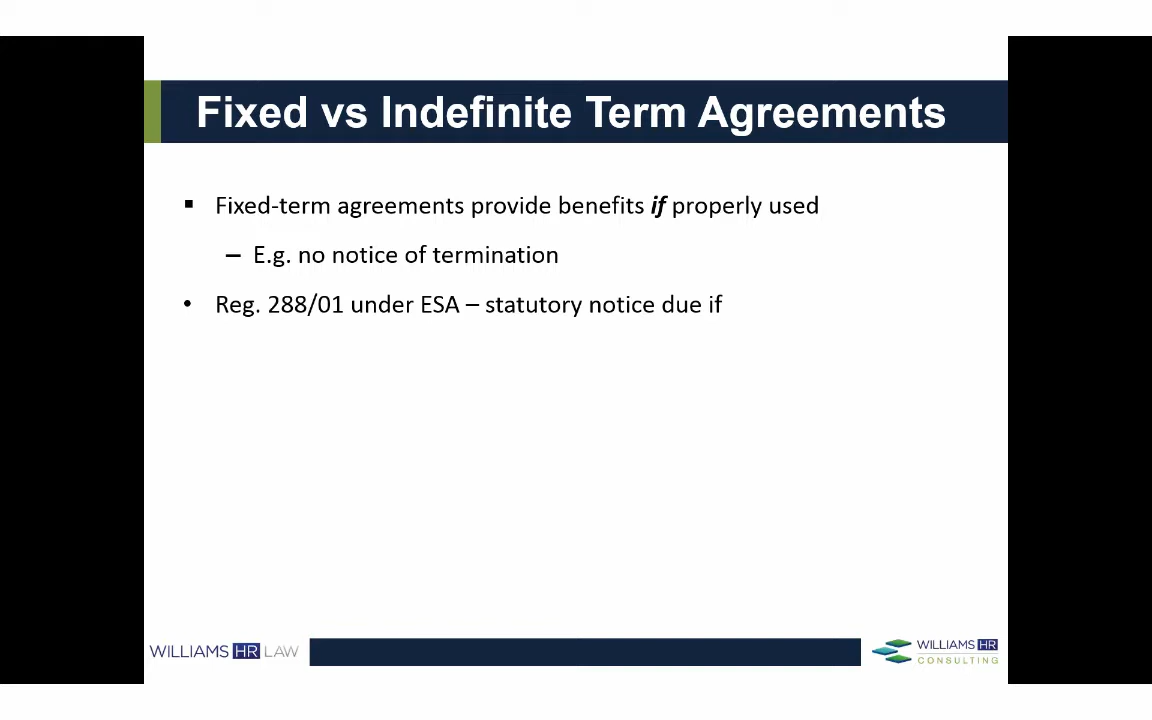 Fixed vs Indefinite Term Agreements
▪ Fixed-term agreements provide benefits if properly used
– E.g. no notice of termination
• Reg. 288/01 under ESA – statutory notice due if
WILLIAMS HR LAW
WILLIAMS HR
CONSULTING